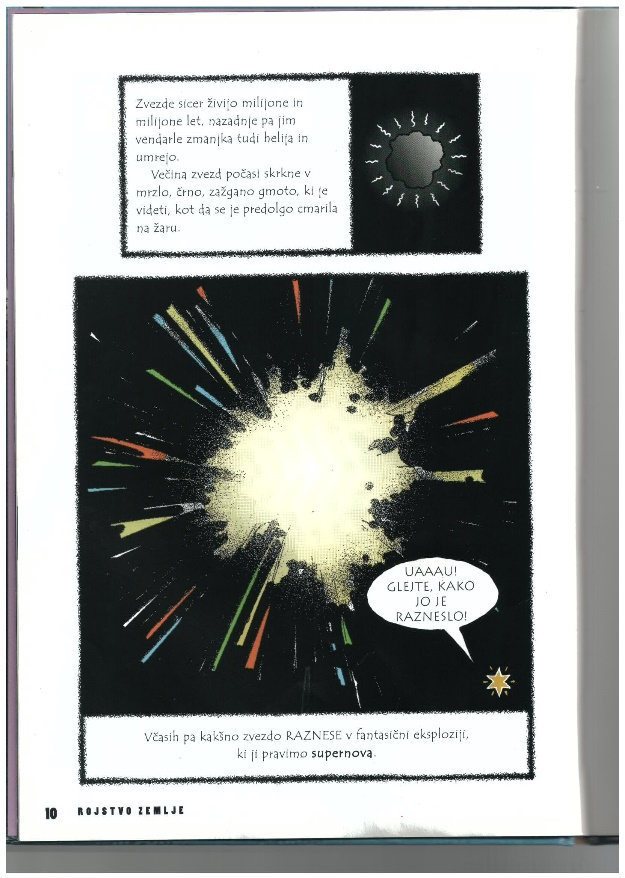 Zvezde sicer živijo milijone in
milijone let, nazadnje pa jim
vendarle zmanjka tudi helija in
umrejo.
Večina zvezd počasi skrkne v
mrzlo, črno, zažgano gmoto, ki je
videti, kot da se je predolgo cmarila
na žaru.
UAAAU!
GLEJTE, KAKO
JO JE
RAZNESLO!
Včasih pa kakšno zvezdo RAZNESE v fantasični eksploziji,
ki ji pravimo supernova.
10 ROJSTVO ZEMLJE